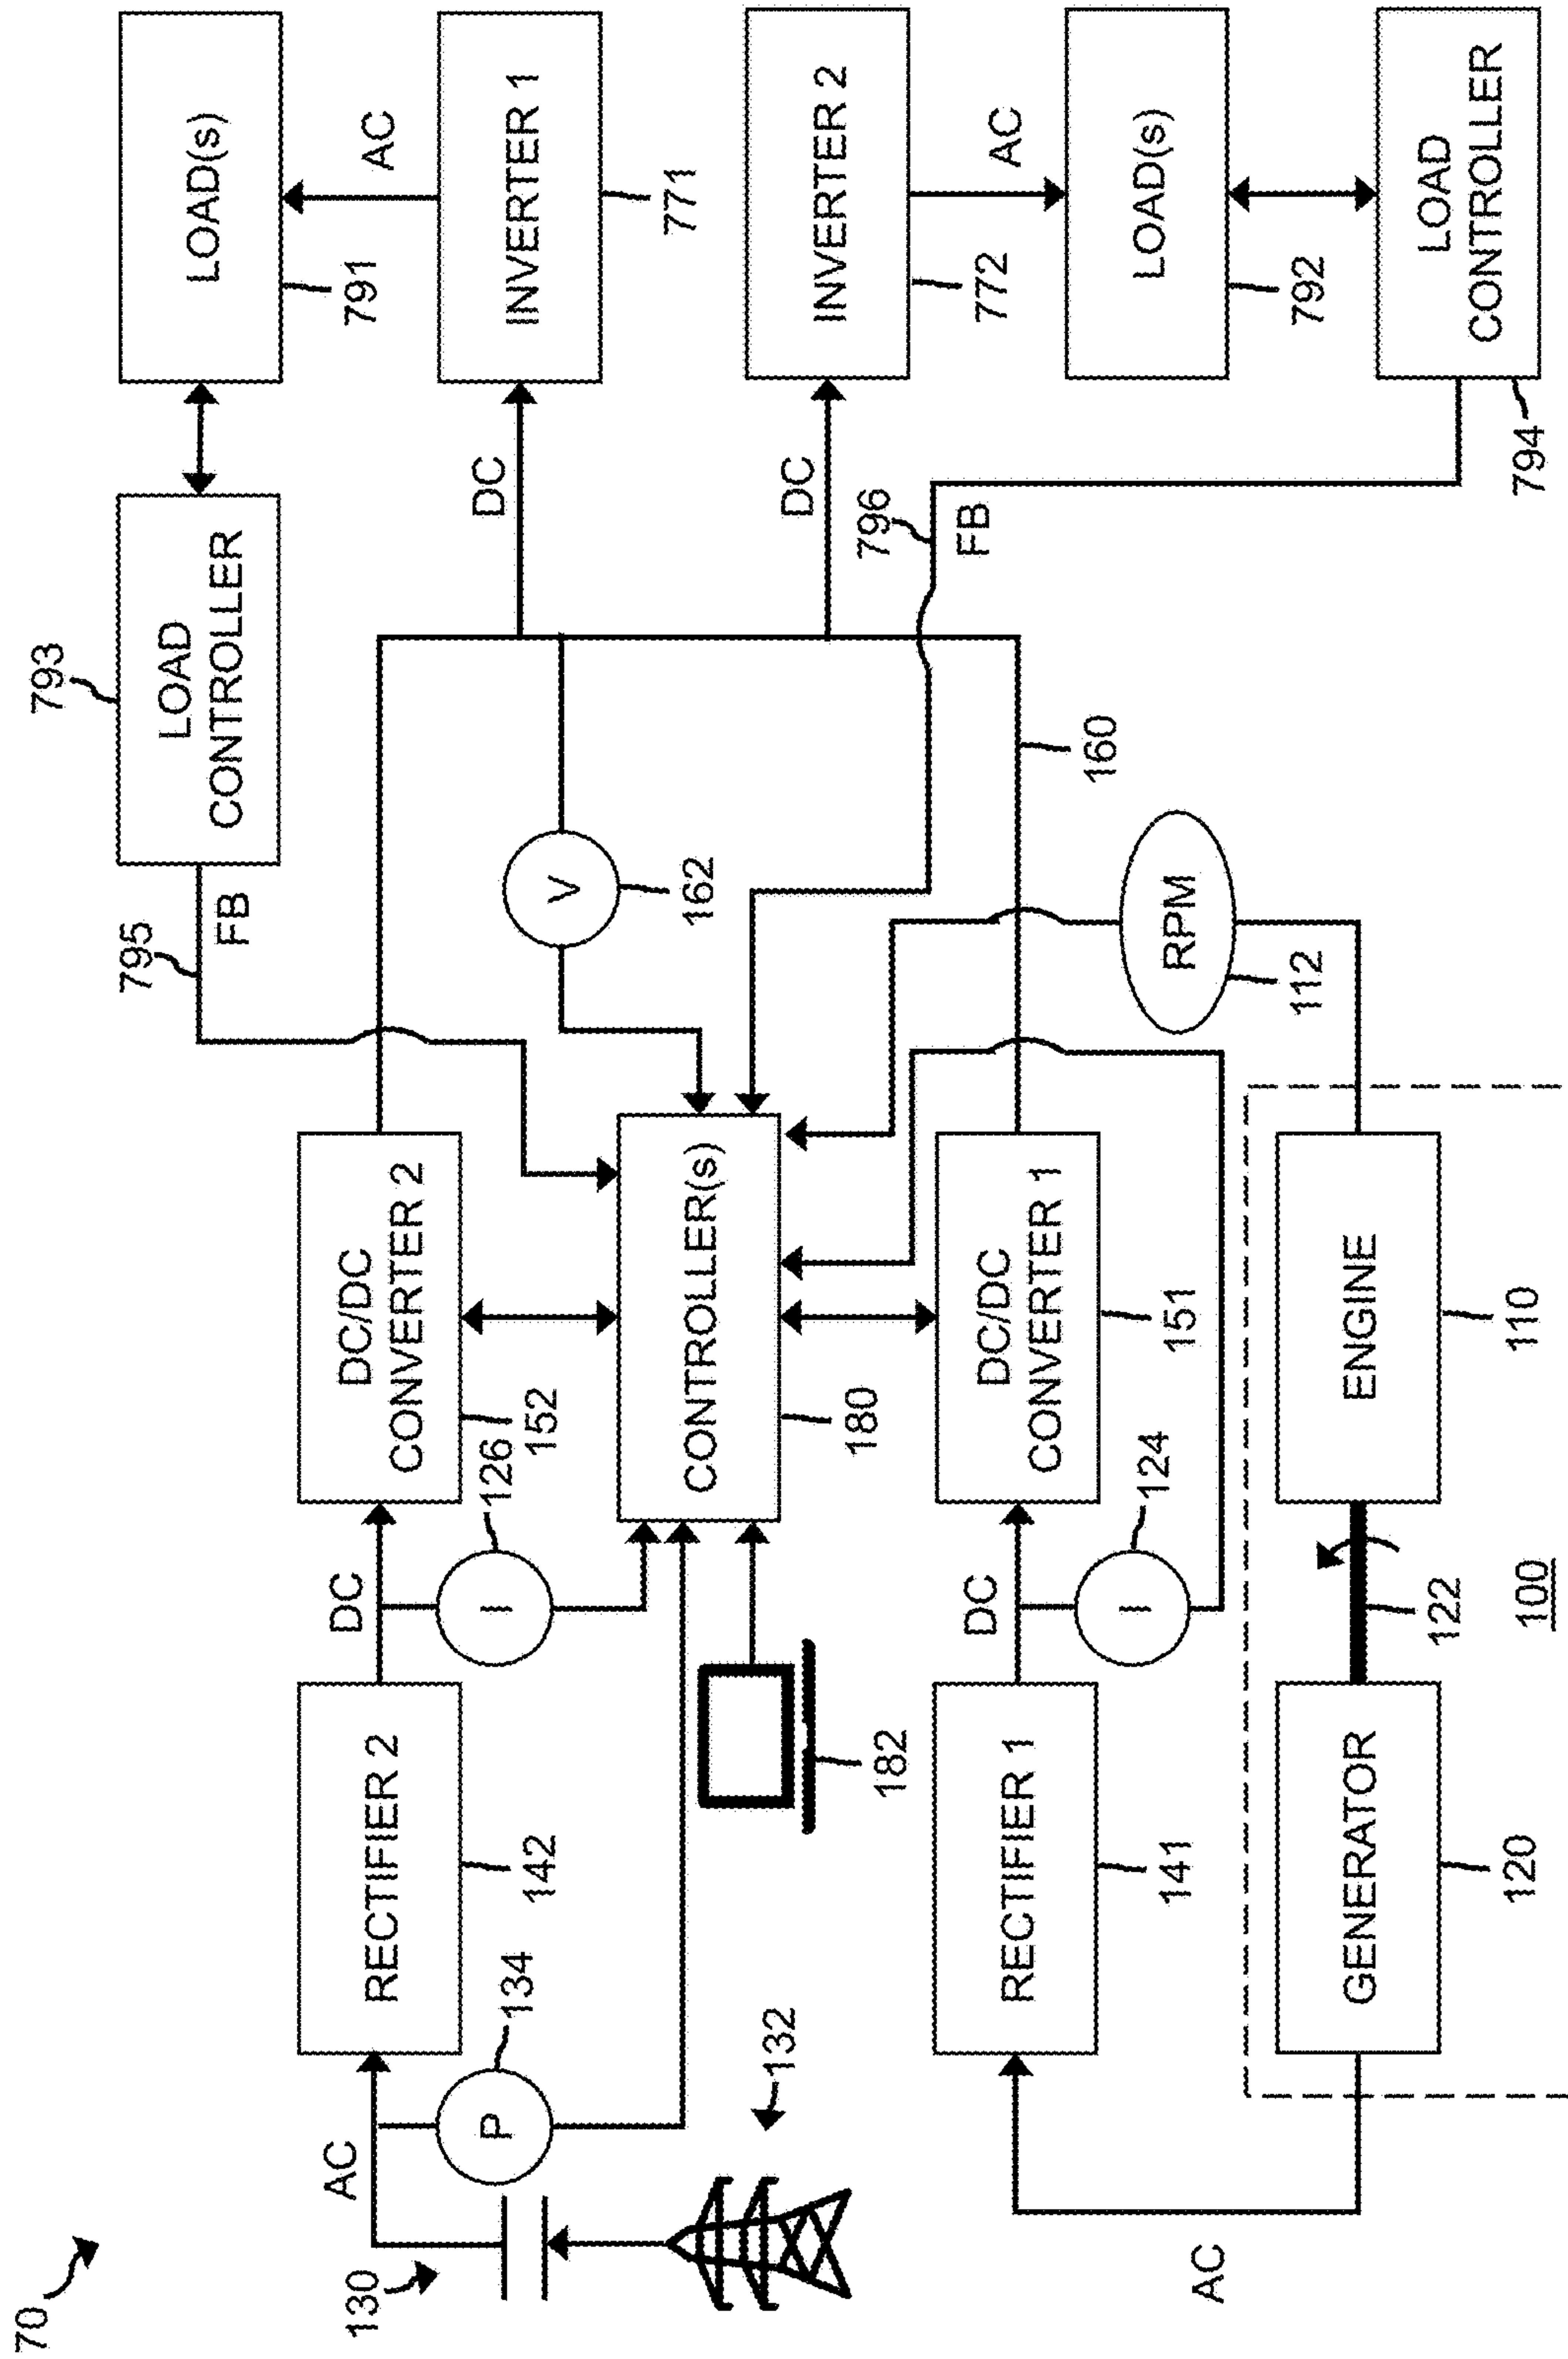 70
130
AC
P
134
132
RECTIFIER 2
142
DC
I
126
DC/DC
CONVERTER 2
152
182
CONTROLLER(s)
180
AC
RECTIFIER 1
141
DC
I
124
DC/DC
CONVERTER 1
151
GENERATOR
120
122
100
ENGINE
110
RPM
112
160
V
162
795
FB
LOAD
CONTROLLER
793
LOAD(s)
791
AC
DC
INVERTER 1
771
DC
INVERTER 2
772
AC
796
FB
LOAD(s)
792
LOAD
CONTROLLER
794